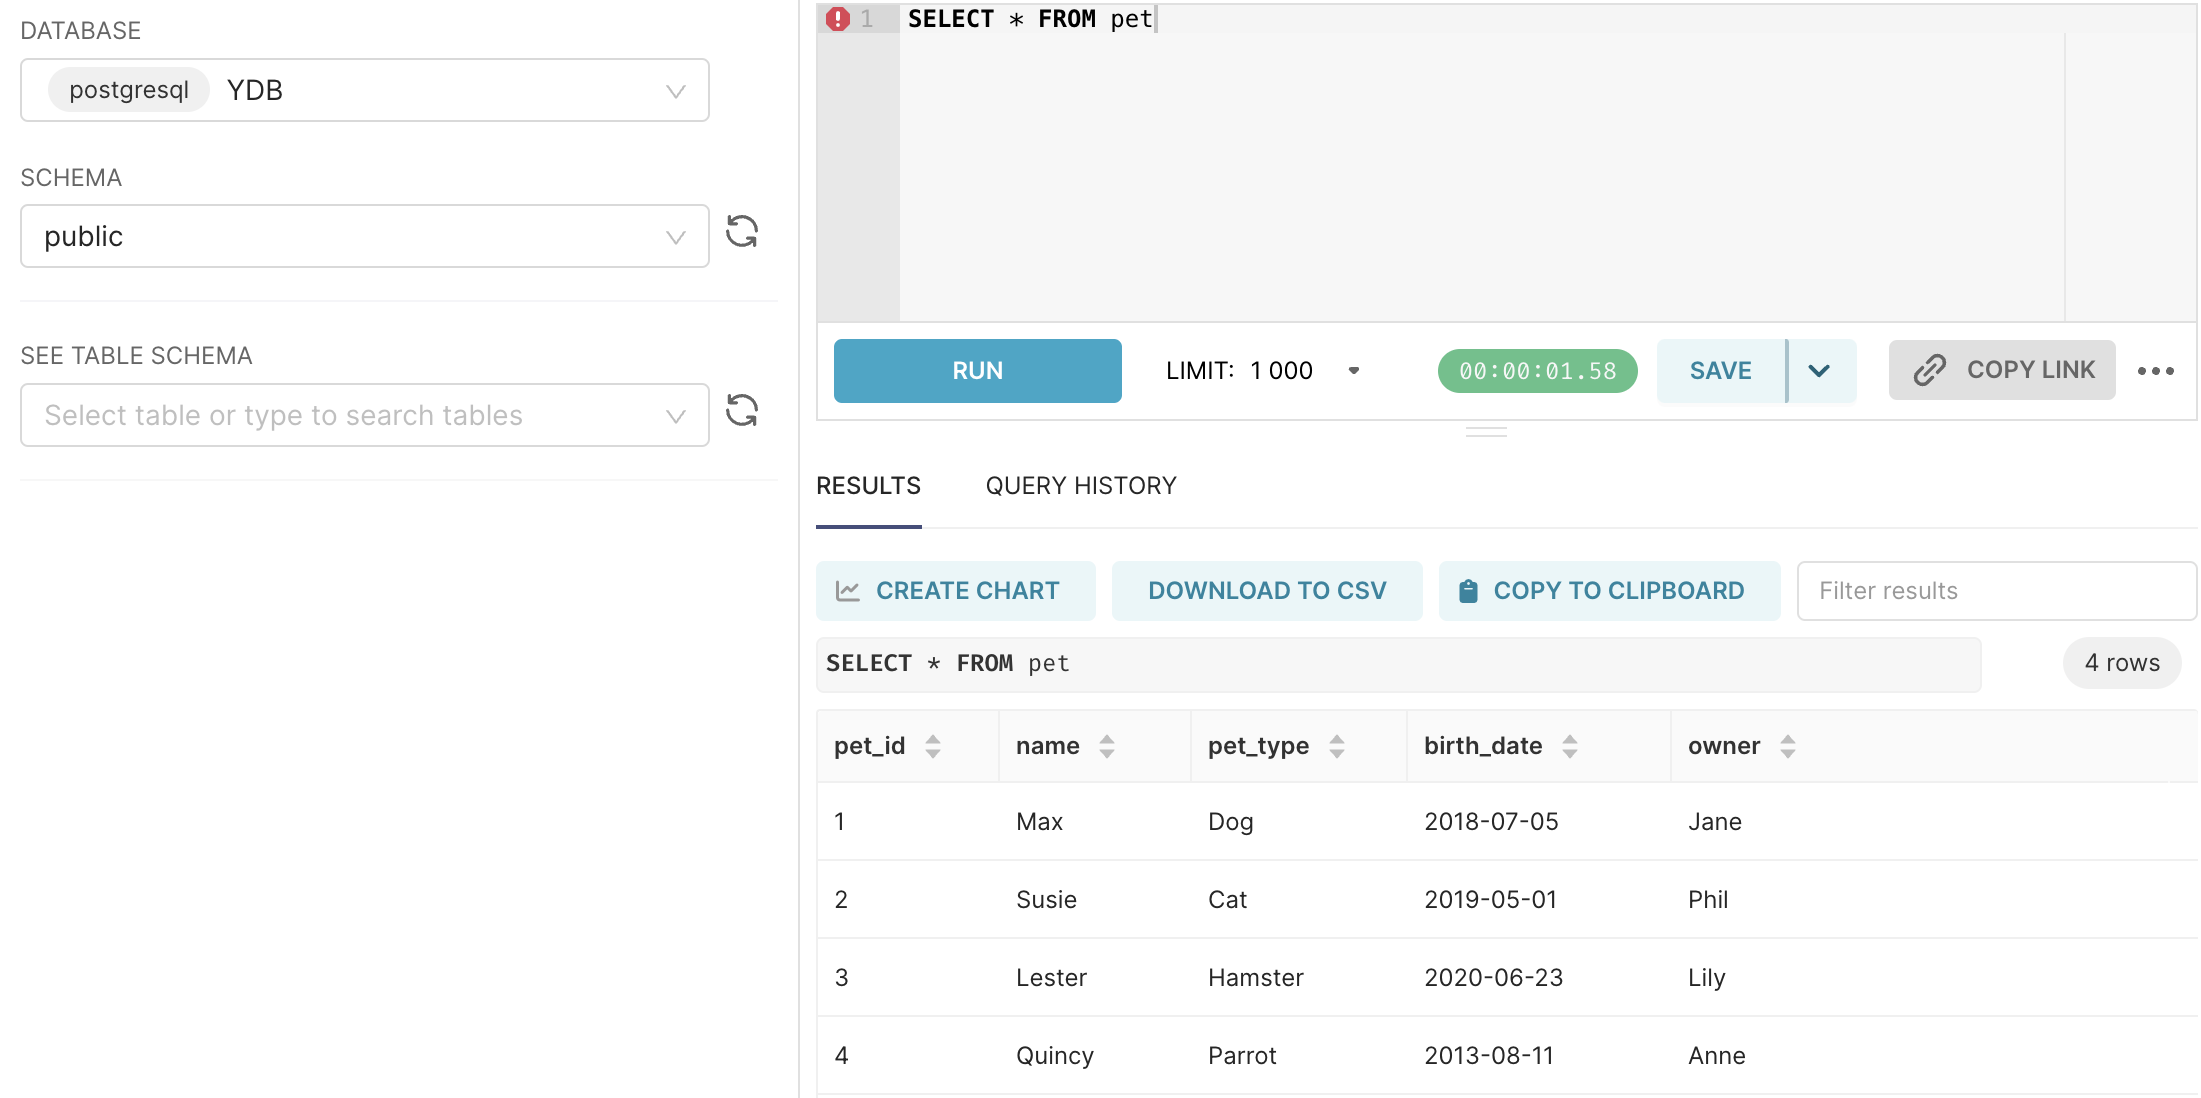 DATABASE
postgresql YDB
SCHEMA
public
SEE TABLE SCHEMA
Select table or type to search tables
1 SELECT * FROM pet
RUN LIMIT: 1 000 00:00:01.58 SAVE COPY LINK
RESULTS QUERY HISTORY
CREATE CHART DOWNLOAD TO CSV COPY TO CLIPBOARD Filter results
SELECT * FROM pet 4 rows
pet_id name pet_type birth_date owner
1 Max Dog 2018-07-05 Jane
2 Susie Cat 2019-05-01 Phil
3 Lester Hamster 2020-06-23 Lily
4 Quincy Parrot 2013-08-11 Anne